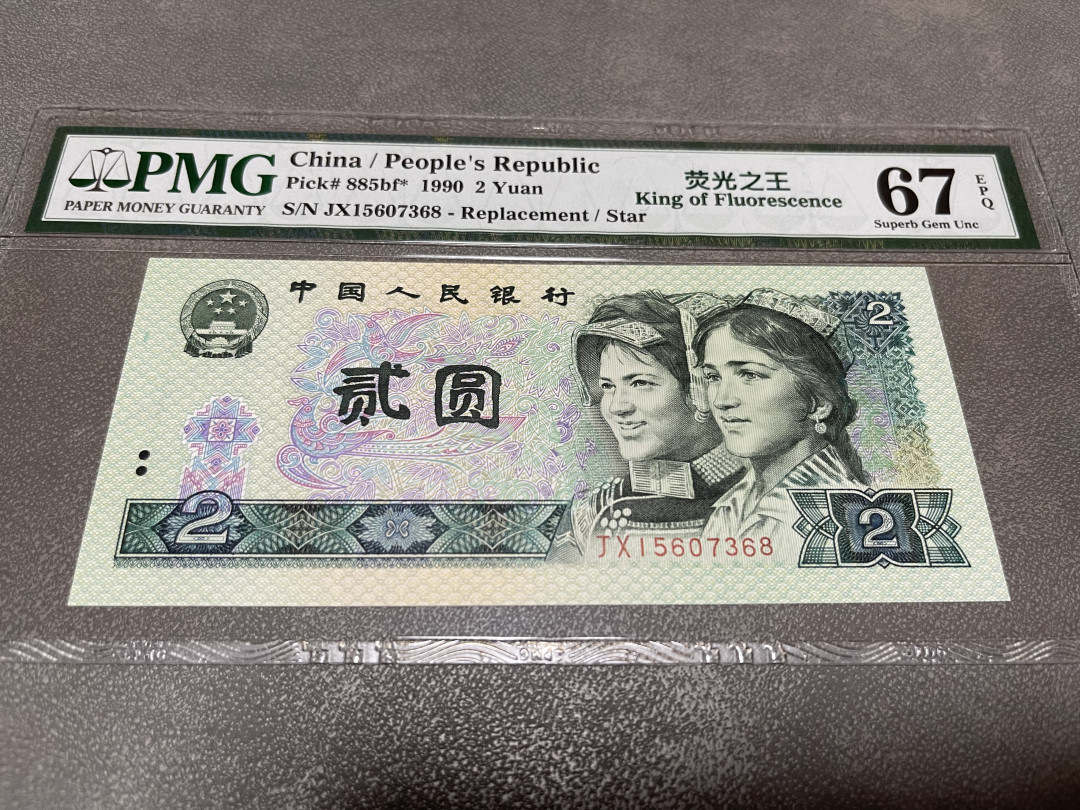 PMG
PAPER MONEY GUARANTY
China / People's Republic
Pick# 885bf* 1990 2 Yuan
S/N JX15607368 - Replacement / Star
荧光之王
King of Fluorescence
67
EPQ
Superb Gem Unc
中国人民银行
2
贰圆
2
2
JX15607368